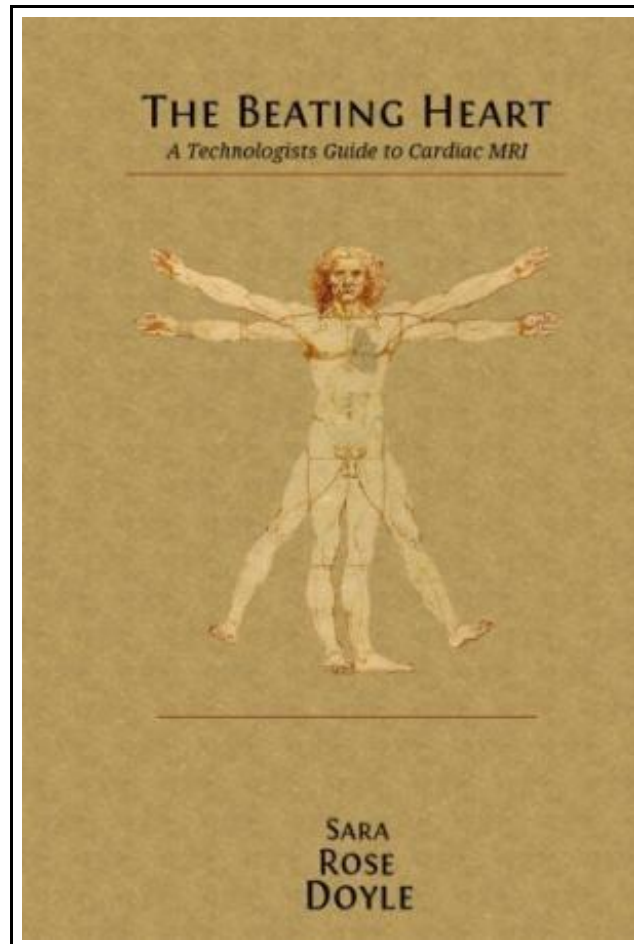 THE BEATING HEART
A Technologists Guide to Cardiac MRI
SARA
ROSE
DOYLE